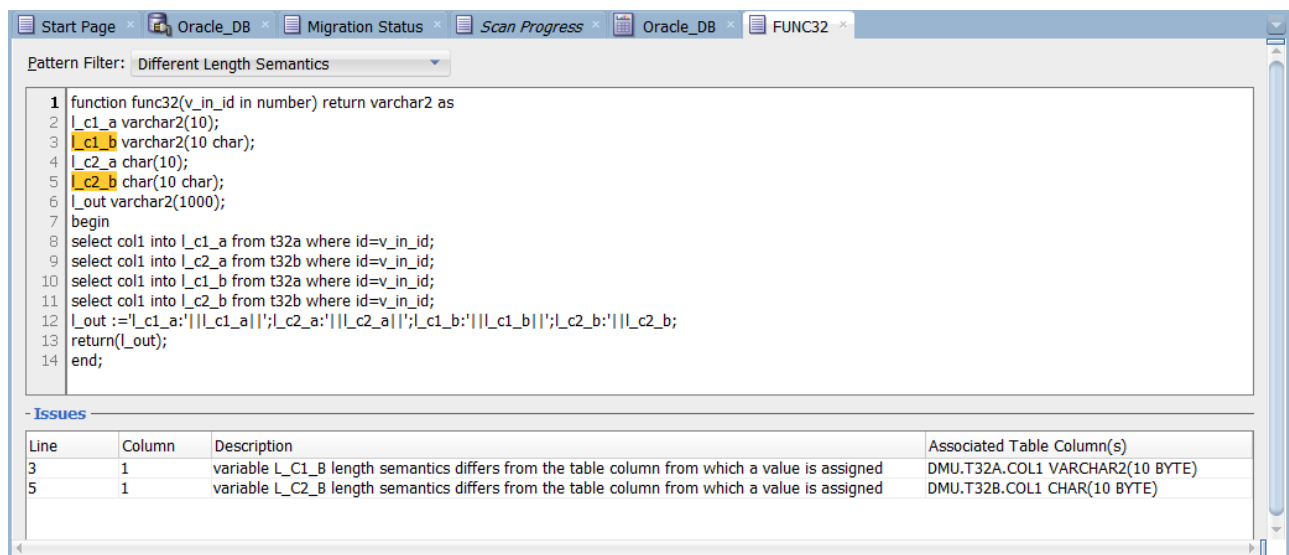 Start Page Oracle_DB Migration Status Scan Progress Oracle_DB FUNC32
Pattern Filter: Different Length Semantics
1 function func32(v_in_id in number) return varchar2 as
2 l_c1_a varchar2(10);
3 l_c1_b varchar2(10 char);
4 l_c2_a char(10);
5 l_c2_b char(10 char);
6 l_out varchar2(1000);
7 begin
8 select col1 into l_c1_a from t32a where id=v_in_id;
9 select col1 into l_c2_a from t32b where id=v_in_id;
10 select col1 into l_c1_b from t32a where id=v_in_id;
11 select col1 into l_c2_b from t32b where id=v_in_id;
12 l_out :='l_c1_a:'||l_c1_a||';l_c2_a:'||l_c2_a||';l_c1_b:'||l_c1_b||';l_c2_b:'||l_c2_b;
13 return(l_out);
14 end;
- Issues
Line Column Description Associated Table Column(s)
3 1 variable L_C1_B length semantics differs from the table column from which a value is assigned DMU.T32A.COL1 VARCHAR2(10 BYTE)
5 1 variable L_C2_B length semantics differs from the table column from which a value is assigned DMU.T32B.COL1 CHAR(10 BYTE)